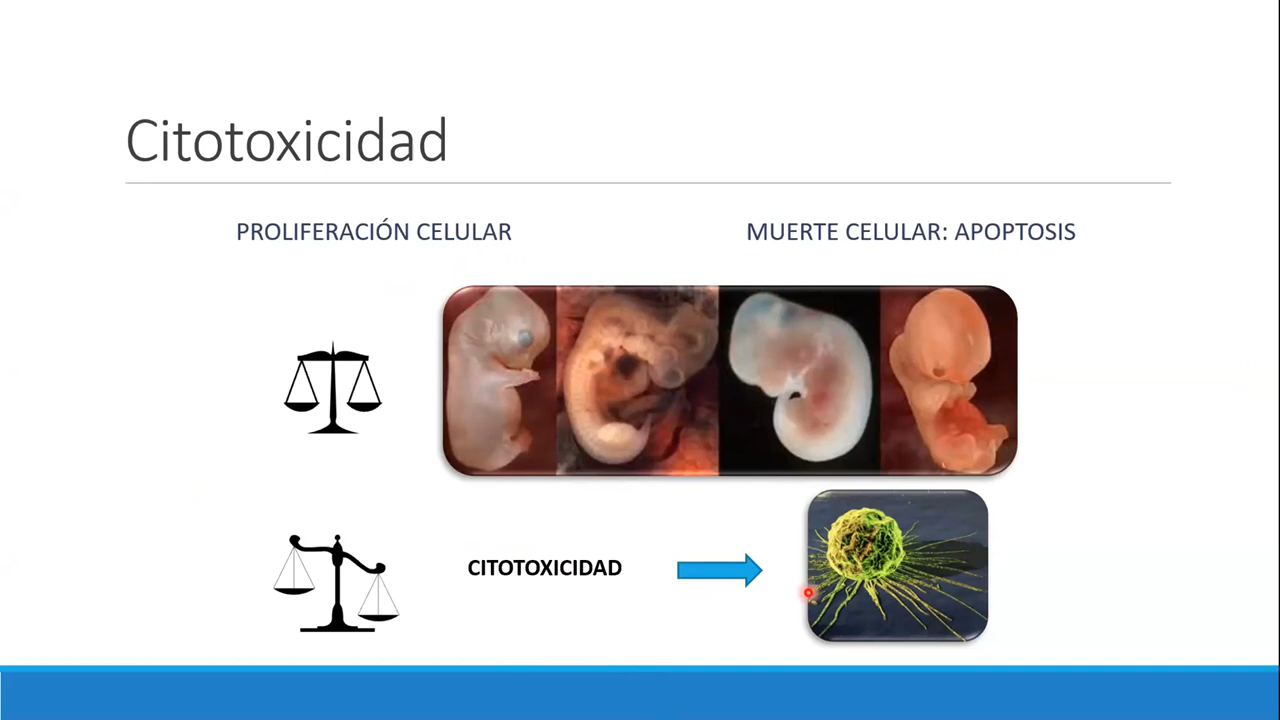 Citotoxicidad
PROLIFERACIÓN CELULAR
MUERTE CELULAR: APOPTOSIS
CITOTOXICIDAD